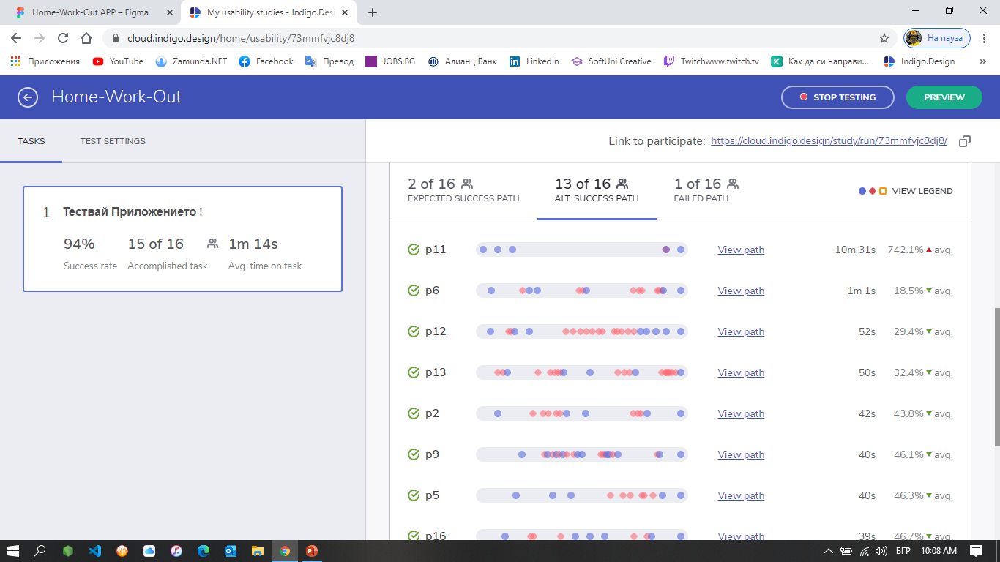 Home-Work-Out APP – Figma
My usability studies - Indigo.Desi
cloud.indigo.design/home/usability/73mmfvjc8dj8
На пауза
Приложения YouTube Zamunda.NET Facebook Превод JOBS.BG Алианц Банк LinkedIn SoftUni Creative Twitchwww.twitch.tv Как да си направи... Indigo.Design »
Home-Work-Out
STOP TESTING
PREVIEW
TASKS TEST SETTINGS
Link to participate: https://cloud.indigo.design/study/run/73mmfvjc8dj8/
1 Тествай Приложението !
94% 15 of 16 1m 14s
Success rate Accomplished task Avg. time on task
2 of 16 13 of 16 1 of 16
EXPECTED SUCCESS PATH ALT. SUCCESS PATH FAILED PATH
VIEW LEGEND
p11 View path 10m 31s 742.1% avg.
p6 View path 1m 1s 18.5% avg.
p12 View path 52s 29.4% avg.
p13 View path 50s 32.4% avg.
p2 View path 42s 43.8% avg.
p9 View path 40s 46.1% avg.
p5 View path 40s 46.3% avg.
p16 View path 39s 46.7% avg.
БГР 10:08 AM